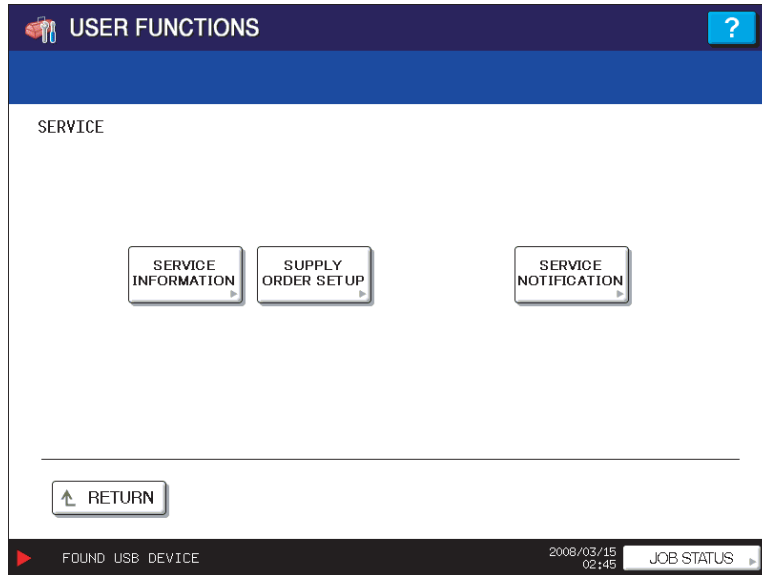 USER FUNCTIONS
?
SERVICE
SERVICE
INFORMATION
SUPPLY
ORDER SETUP
SERVICE
NOTIFICATION
RETURN
FOUND USB DEVICE
2008/03/15
02:45
JOB STATUS